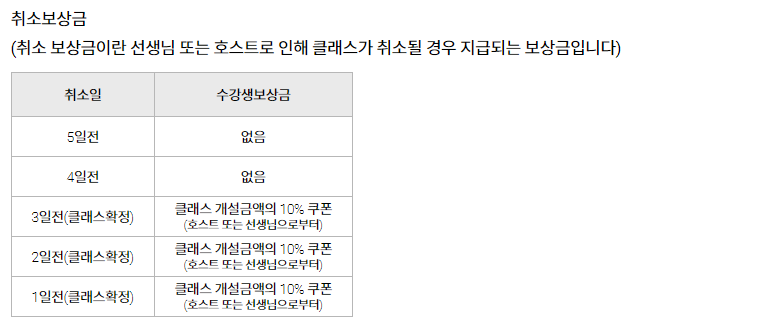 취소보상금
(취소 보상금이란 선생님 또는 호스트로 인해 클래스가 취소될 경우 지급되는 보상금입니다)
취소일 수강생보상금
5일전 없음
4일전 없음
3일전(클래스확정) 클래스 개설금액의 10% 쿠폰
(호스트 또는 선생님으로부터)
2일전(클래스확정) 클래스 개설금액의 10% 쿠폰
(호스트 또는 선생님으로부터)
1일전(클래스확정) 클래스 개설금액의 10% 쿠폰
(호스트 또는 선생님으로부터)